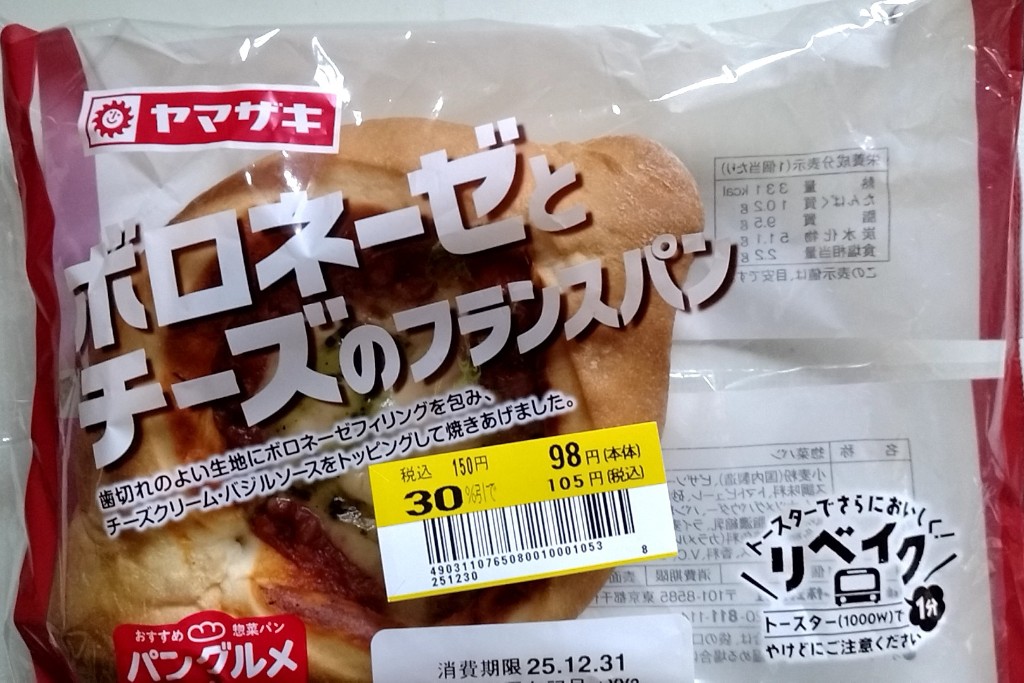 ヤマザキ
ボロネーゼと
チーズのフランスパン
歯切れのよい生地にボロネーゼフィリングを包み、
チーズクリーム・バジルソースをトッピングして焼きあげました。
栄養成分表示(1個当たり)
熱量 331kcal
たんぱく質 10.2g
脂質 9.5g
炭水化物 51.1g
食塩相当量 2.2g
この表示値は、目安です
税込 150円
98円(本体)
30%引で
105円(税込)
4903110765080010001053 8
251230
名称 惣菜パン
小麦粉(国内製造)、
消費期限
〒101-8585 東京都千
トースターでさらにおいしく
リベイク
トースター(1000W)で
1分
やけどにご注意ください
おすすめ 惣菜パン
パングルメ
消費期限 25.12.31